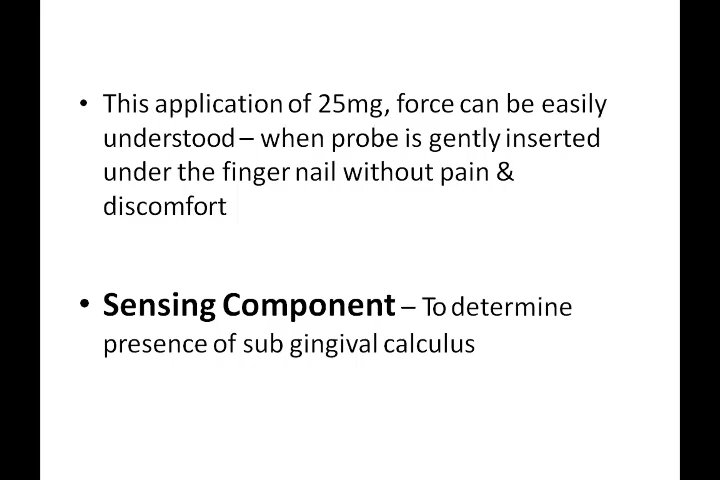 • This application of 25mg, force can be easily
understood – when probe is gently inserted
under the finger nail without pain &
discomfort
• Sensing Component – To determine
presence of sub gingival calculus